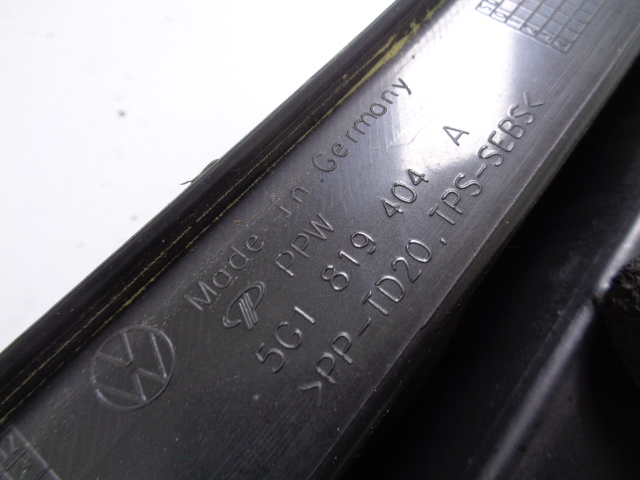 Made in Germany
PPW
5C1 819 404 A
>PP-TD20,TPS-SEBS<